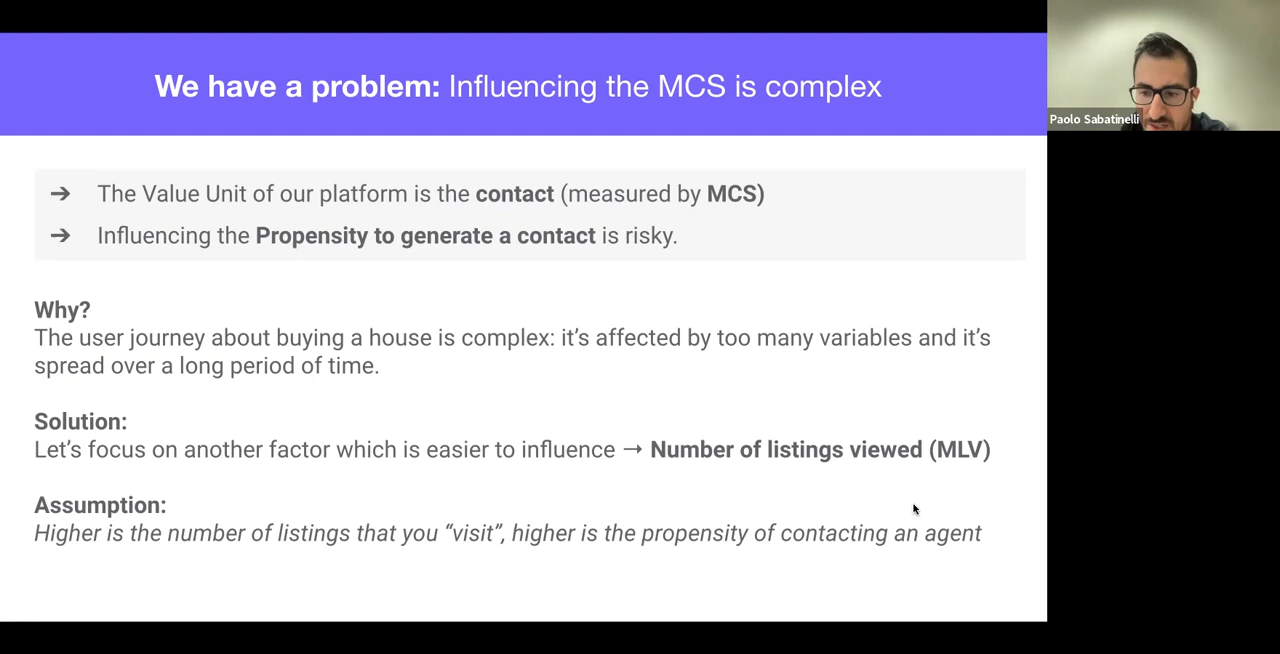 We have a problem: Influencing the MCS is complex
Paolo Sabatinelli
➔ The Value Unit of our platform is the contact (measured by MCS)
➔ Influencing the Propensity to generate a contact is risky.
Why?
The user journey about buying a house is complex: it’s affected by too many variables and it’s
spread over a long period of time.
Solution:
Let’s focus on another factor which is easier to influence → Number of listings viewed (MLV)
Assumption:
Higher is the number of listings that you “visit”, higher is the propensity of contacting an agent